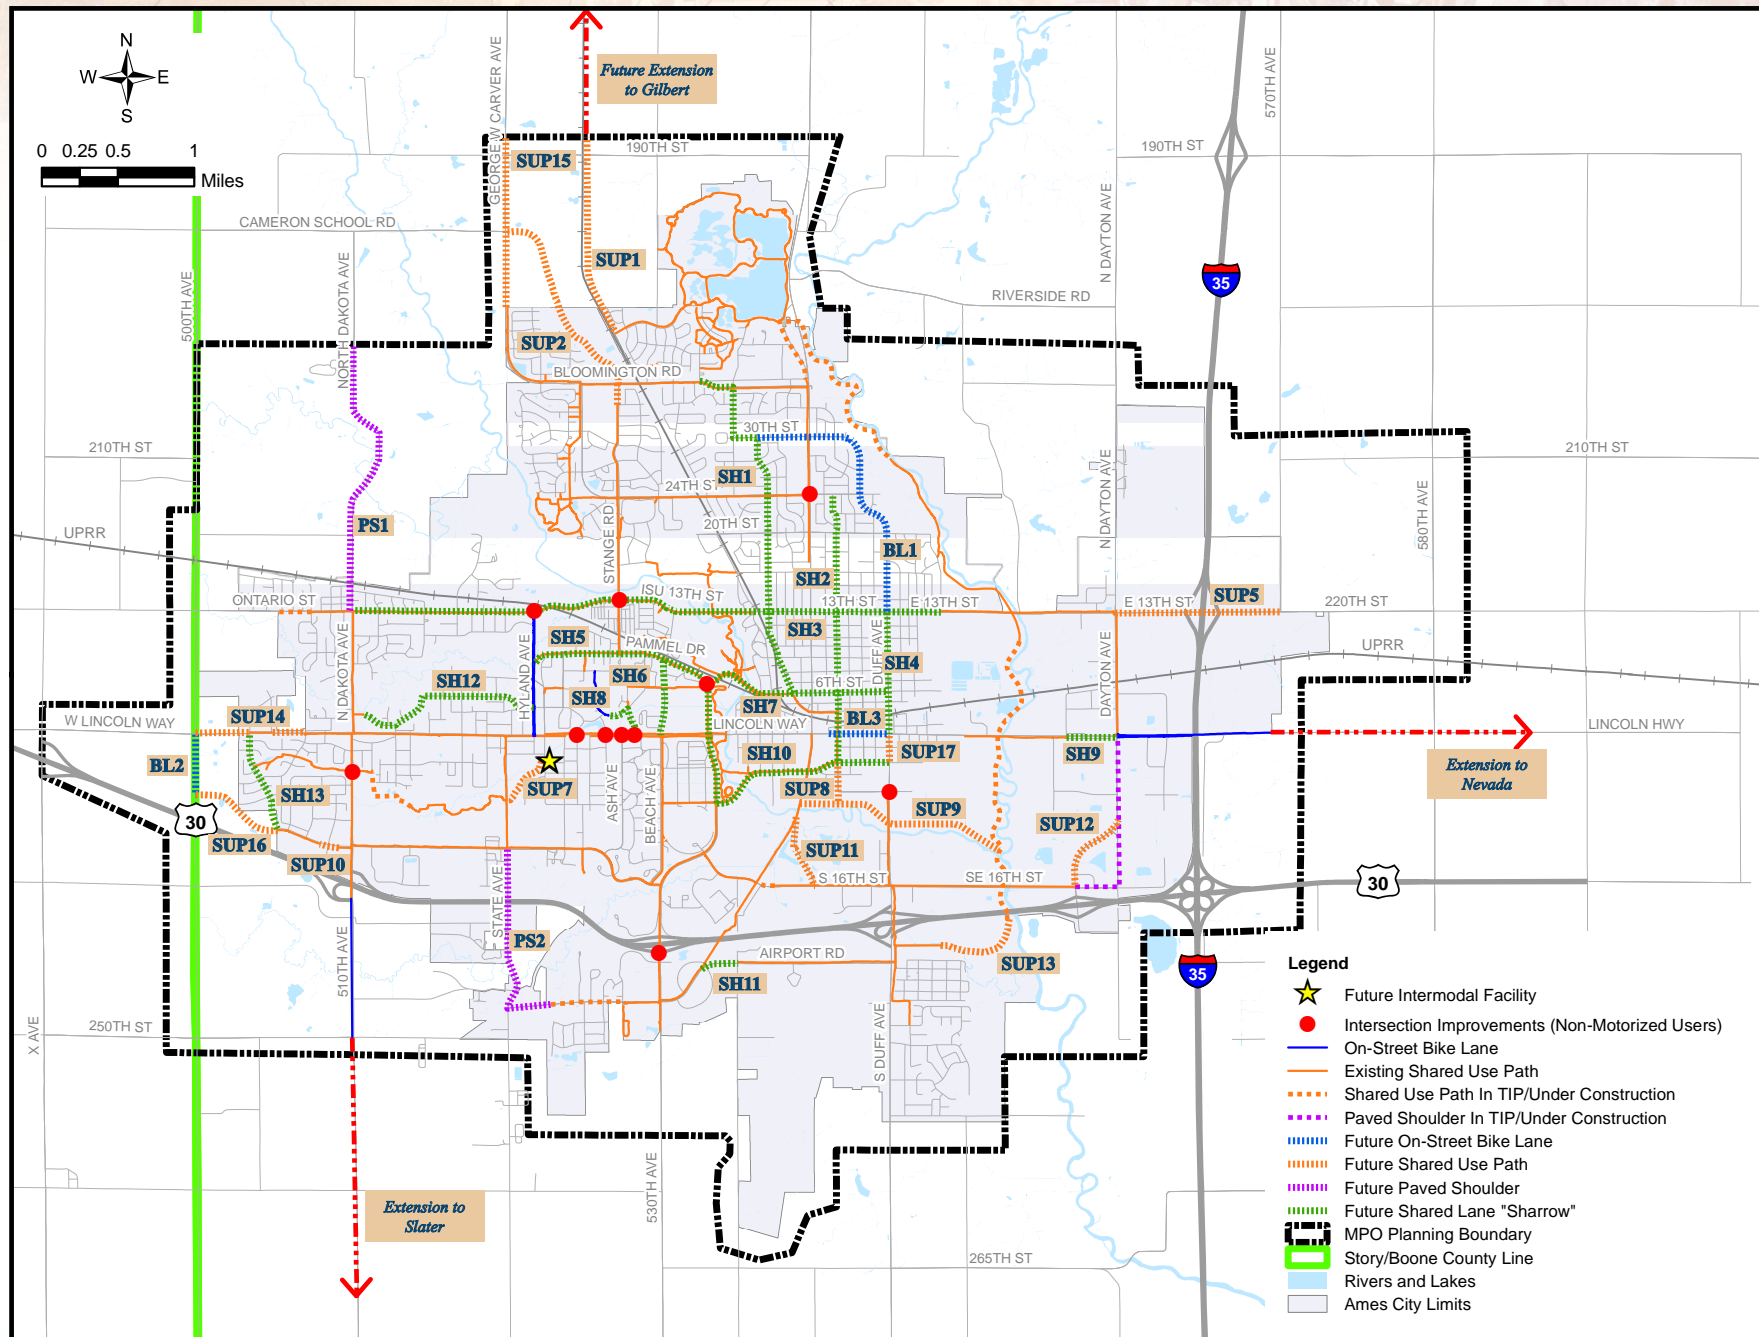 N
W
E
S
0 0.25 0.5 1
Miles
GEORGE W CARVER AVE
Future Extension
to Gilbert
570TH AVE
190TH ST
190TH ST
SUP15
CAMERON SCHOOL RD
500TH AVE
NORTH DAKOTA AVE
SUP1
N DAYTON AVE
35
RIVERSIDE RD
SUP2
BLOOMINGTON RD
210TH ST
30TH ST
210TH ST
SH1
24TH ST
N DAYTON AVE
580TH AVE
UPRR
PS1
20TH ST
STANGE RD
BL1
SH2
ONTARIO ST
ISU 13TH ST
13TH ST
E 13TH ST
E 13TH ST
SUP5
220TH ST
N DAKOTA AVE
HYLAND AVE
SH5
PAMMEL DR
SH3
DUFF AVE
SH4
DAYTON AVE
UPRR
SH12
SH6
6TH ST
SH8
SH7
W LINCOLN WAY
SUP14
LINCOLN WAY
BL3
LINCOLN HWY
BL2
SH10
SUP17
SH9
Extension to
Nevada
SH13
SUP7
ASH AVE
BEACH AVE
SUP8
SUP9
30
SUP16
SUP12
SUP10
SUP11
S 16TH ST
SE 16TH ST
30
STATE AVE
PS2
510TH AVE
AIRPORT RD
SUP13
35
SH11
X AVE
250TH ST
S DUFF AVE
530TH AVE
Extension to
Slater
265TH ST
Legend
Future Intermodal Facility
Intersection Improvements (Non-Motorized Users)
On-Street Bike Lane
Existing Shared Use Path
Shared Use Path In TIP/Under Construction
Paved Shoulder In TIP/Under Construction
Future On-Street Bike Lane
Future Shared Use Path
Future Paved Shoulder
Future Shared Lane "Sharrow"
MPO Planning Boundary
Story/Boone County Line
Rivers and Lakes
Ames City Limits